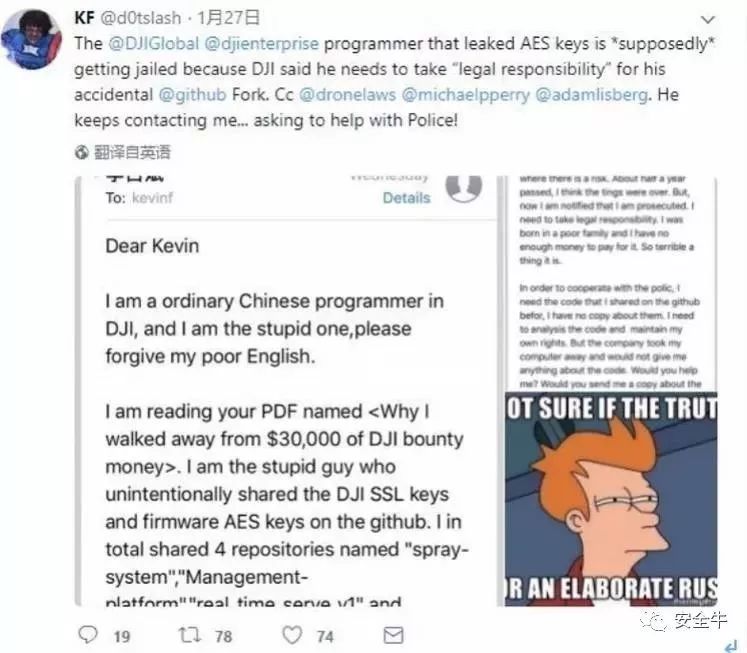 KF @d0tslash · 1月27日
The @DJIGlobal @djienterprise programmer that leaked AES keys is *supposedly*
getting jailed because DJI said he needs to take “legal responsibility” for his
accidental @github Fork. Cc @dronelaws @michaelpperry @adamlisberg. He
keeps contacting me... asking to help with Police!
翻译自英语
Wednesday
To: kevinf
Details
Dear Kevin
I am a ordinary Chinese programmer in
DJI, and I am the stupid one,please
forgive my poor English.
I am reading your PDF named <Why I
walked away from $30,000 of DJI bounty
money>. I am the stupid guy who
unintentionally shared the DJI SSL keys
and firmware AES keys on the github. I in
total shared 4 repositories named "spray-
system","Management-
platform""real_time_serve_v1" and
where there is a risk. About half a year
passed, I think the tings were over. But,
now I am notified that I am prosecuted. I
need to take legal responsibility. I was
born in a poor family and I have no
enough money to pay for it. So terrible a
thing it is.
In order to cooperate with the polic, I
need the code that I shared on the github
befor, I have no copy about them. I need
to analysis the code and maintain my
own rights. But the company took my
computer away and would not give me
anything about the code. Would you help
me? Would you send me a copy about the
OT SURE IF THE TRUT
R AN ELABORATE RUS
安全牛
19 78 74